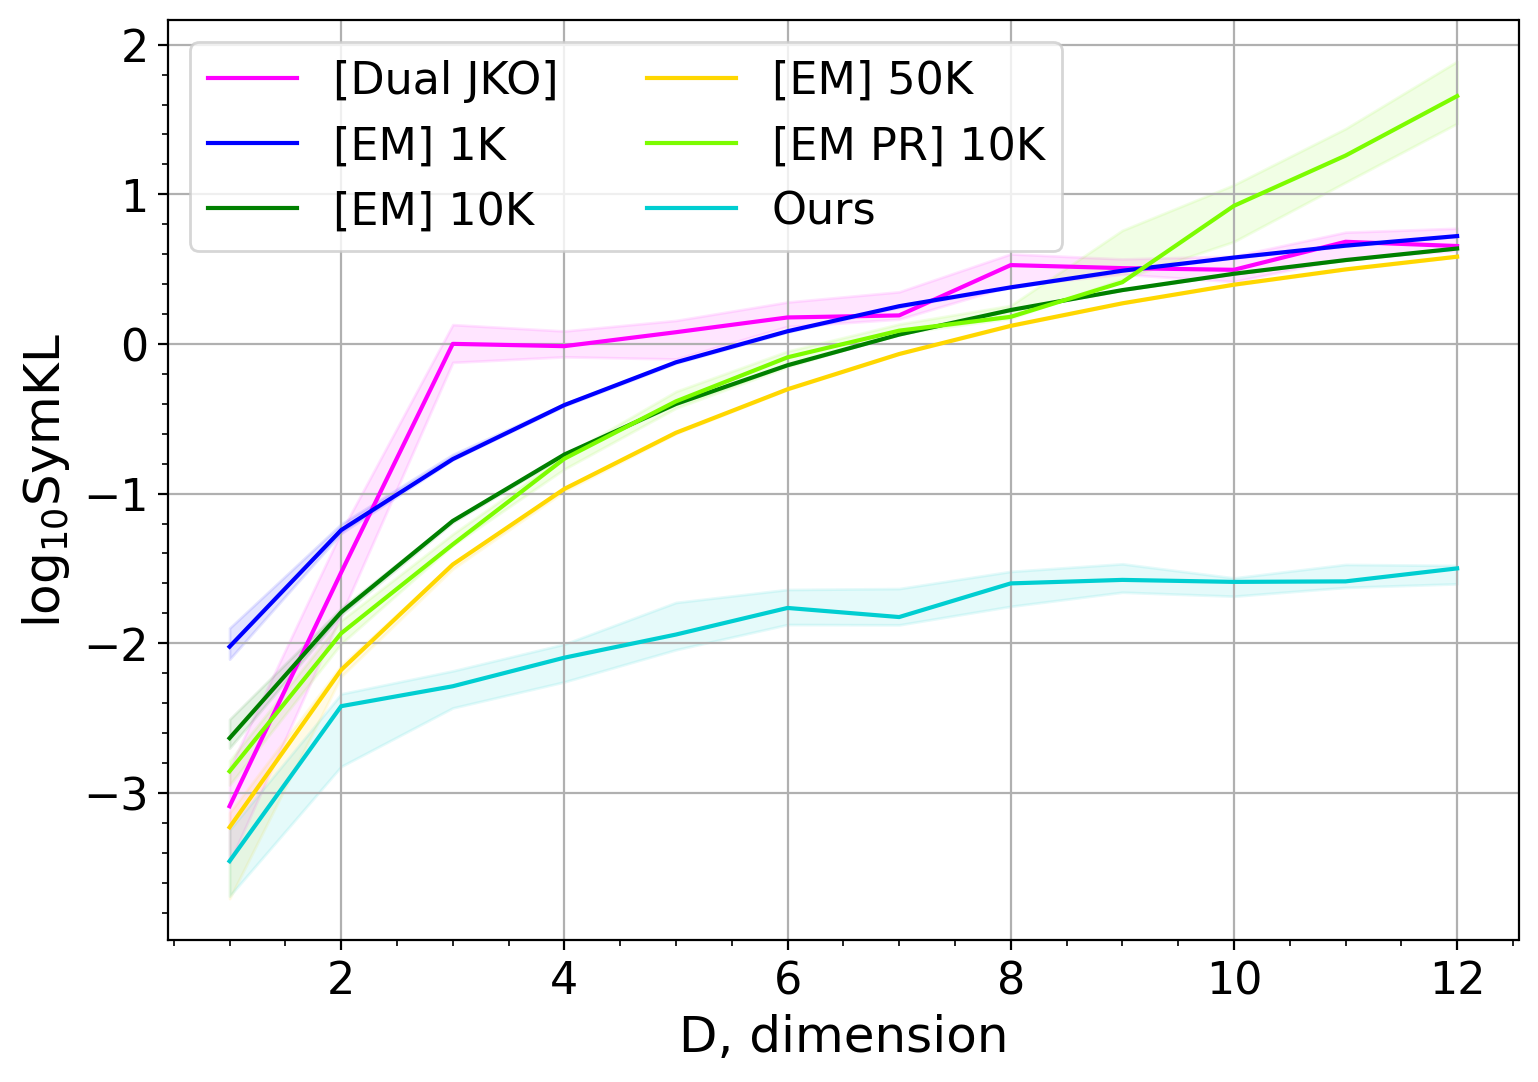 [Dual JKO]
[EM] 1K
[EM] 10K
[EM] 50K
[EM PR] 10K
Ours
2
1
0
−1
−2
−3
log₁₀SymKL
2 4 6 8 10 12
D, dimension